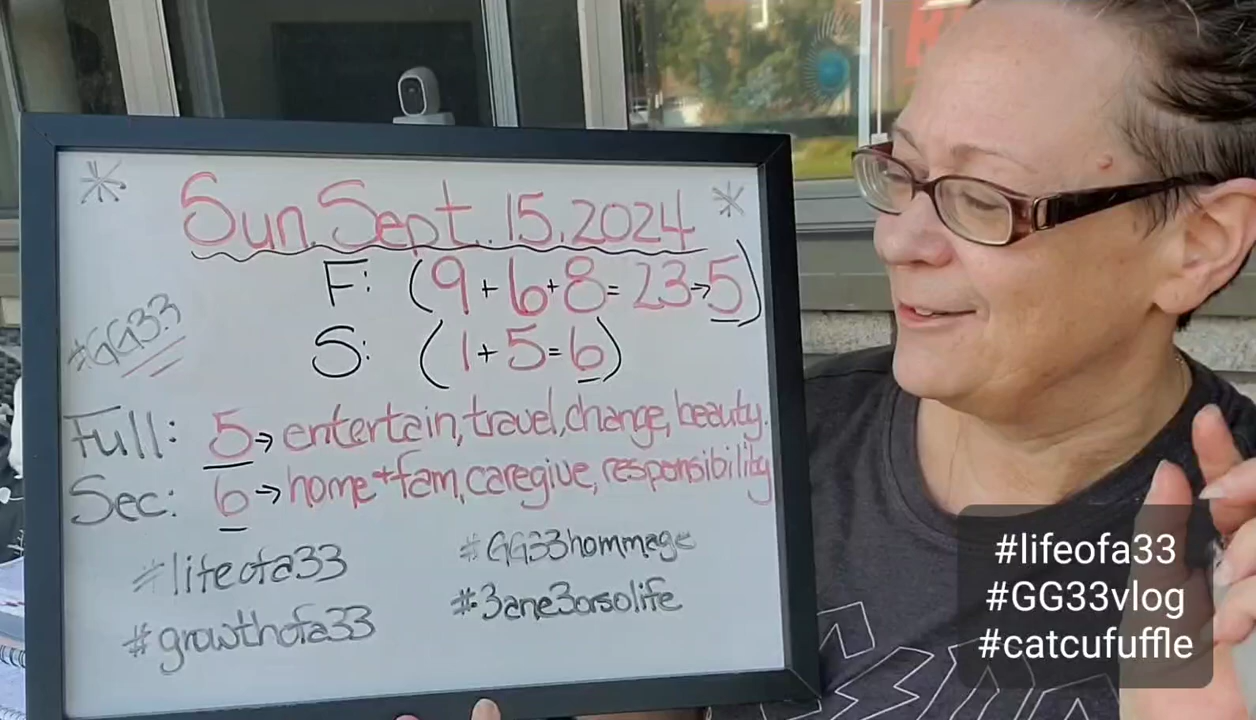 * Sun. Sept. 15, 2024 *
F: (9+6+8=23→5)
#GG33
S: (1+5=6)
Full: 5→ entertain, travel, change, beauty.
Sec: 6→ home+fam, caregive, responsibility
#lifeofa33
#GG33hommage
#growthofa33
#3ane3orsolife
#lifeofa33
#GG33vlog
#catcufuffle